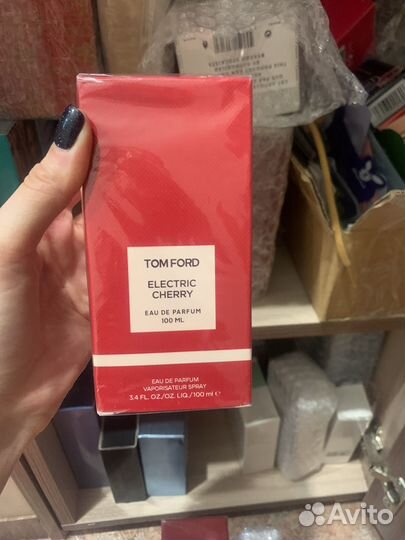 TOM FORD
ELECTRIC
CHERRY
EAU DE PARFUM
100 ML
EAU DE PARFUM
VAPORISATEUR SPRAY
3.4 FL. OZ./OZ. LIQ./100 ml ℮
Avito